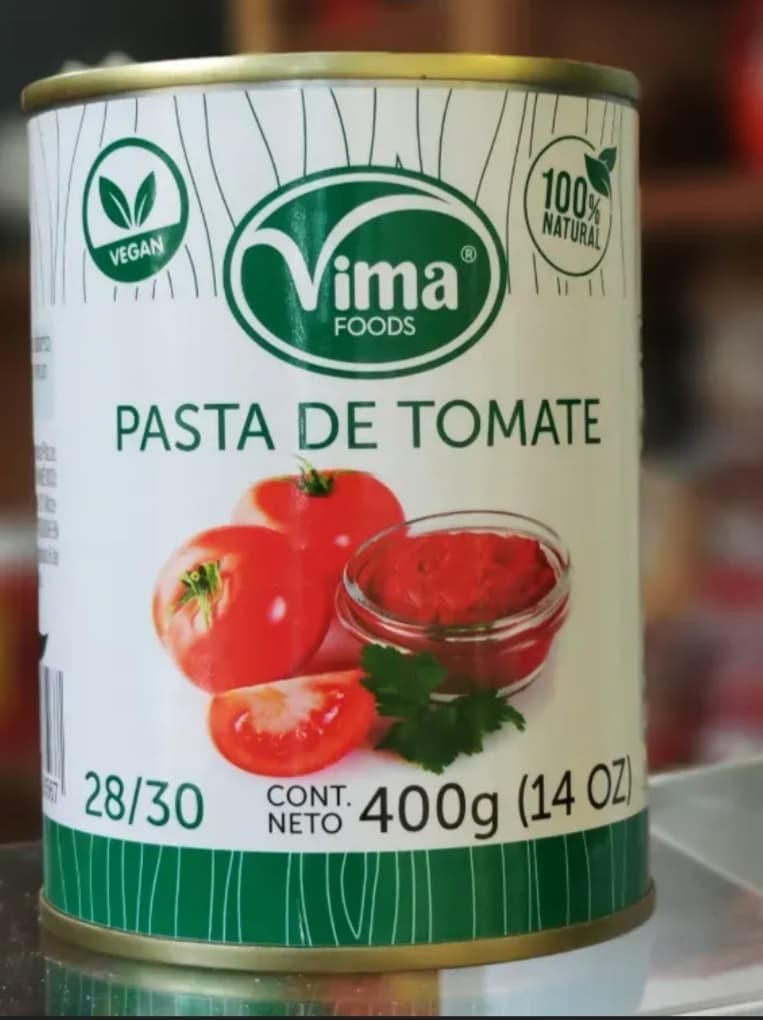 VEGAN
Vima®
FOODS
100%
NATURAL
PASTA DE TOMATE
28/30
CONT.
NETO
400g (14 OZ)